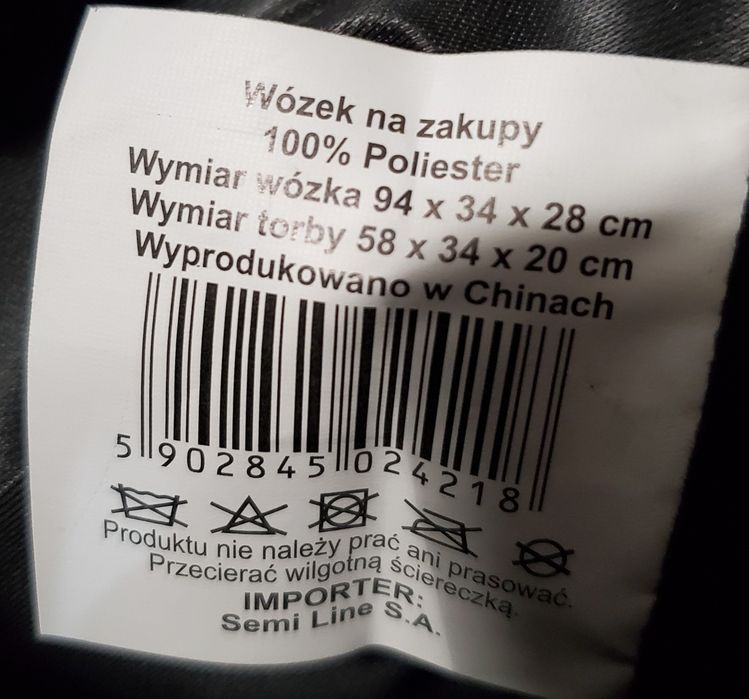 Wózek na zakupy
100% Poliester
Wymiar wózka 94 x 34 x 28 cm
Wymiar torby 58 x 34 x 20 cm
Wyprodukowano w Chinach
5 902845 024218
Produktu nie należy prać ani prasować.
Przecierać wilgotną ściereczką.
IMPORTER:
Semi Line S.A.